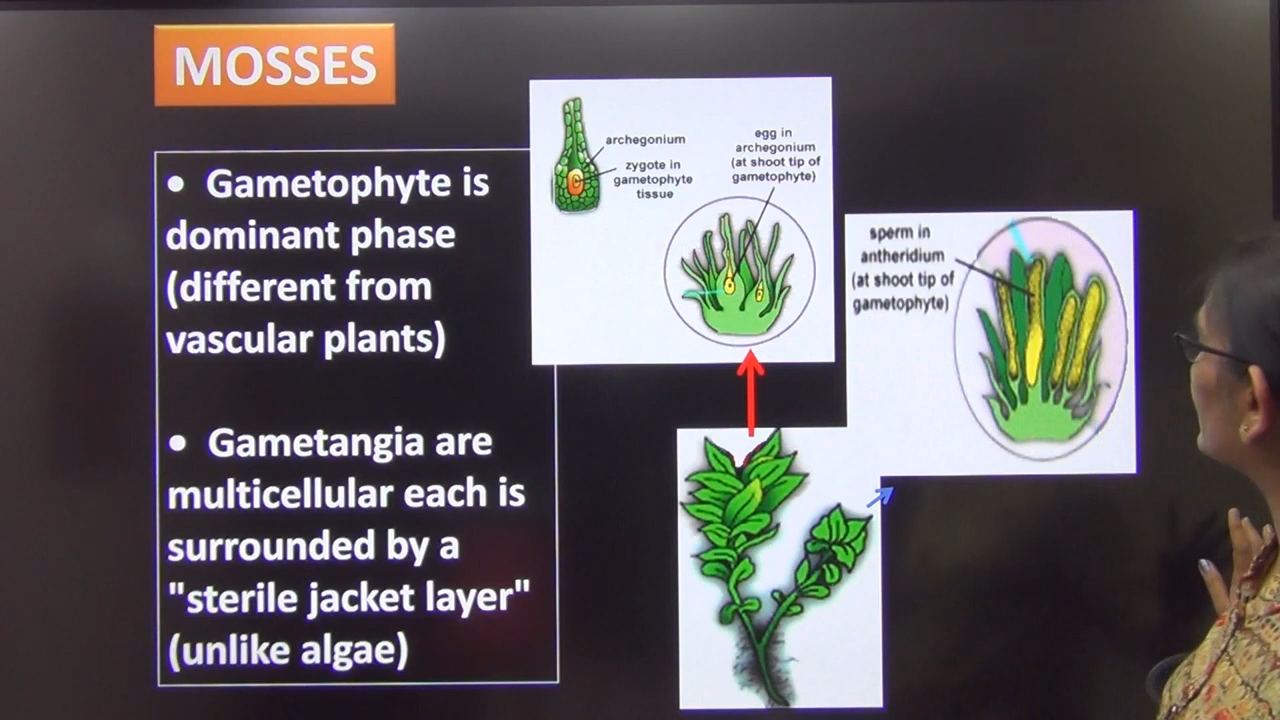 MOSSES
• Gametophyte is
dominant phase
(different from
vascular plants)
• Gametangia are
multicellular each is
surrounded by a
"sterile jacket layer"
(unlike algae)
archegonium
zygote in
gametophyte
tissue
egg in
archegonium
(at shoot tip of
gametophyte)
sperm in
antheridium
(at shoot tip of
gametophyte)